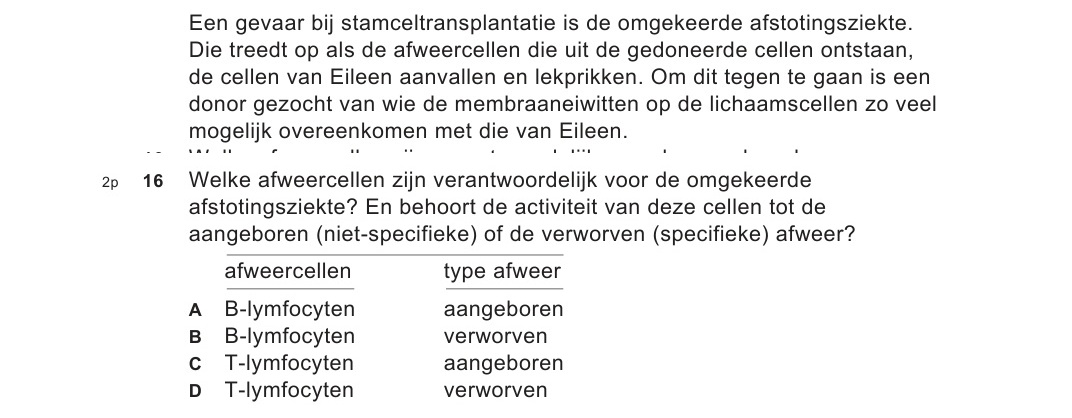 Een gevaar bij stamceltransplantatie is de omgekeerde afstotingsziekte.
Die treedt op als de afweercellen die uit de gedoneerde cellen ontstaan,
de cellen van Eileen aanvallen en lekprikken. Om dit tegen te gaan is een
donor gezocht van wie de membraaneiwitten op de lichaamscellen zo veel
mogelijk overeenkomen met die van Eileen.
2p 16 Welke afweercellen zijn verantwoordelijk voor de omgekeerde
afstotingsziekte? En behoort de activiteit van deze cellen tot de
aangeboren (niet-specifieke) of de verworven (specifieke) afweer?
afweercellen type afweer
A B-lymfocyten aangeboren
B B-lymfocyten verworven
C T-lymfocyten aangeboren
D T-lymfocyten verworven